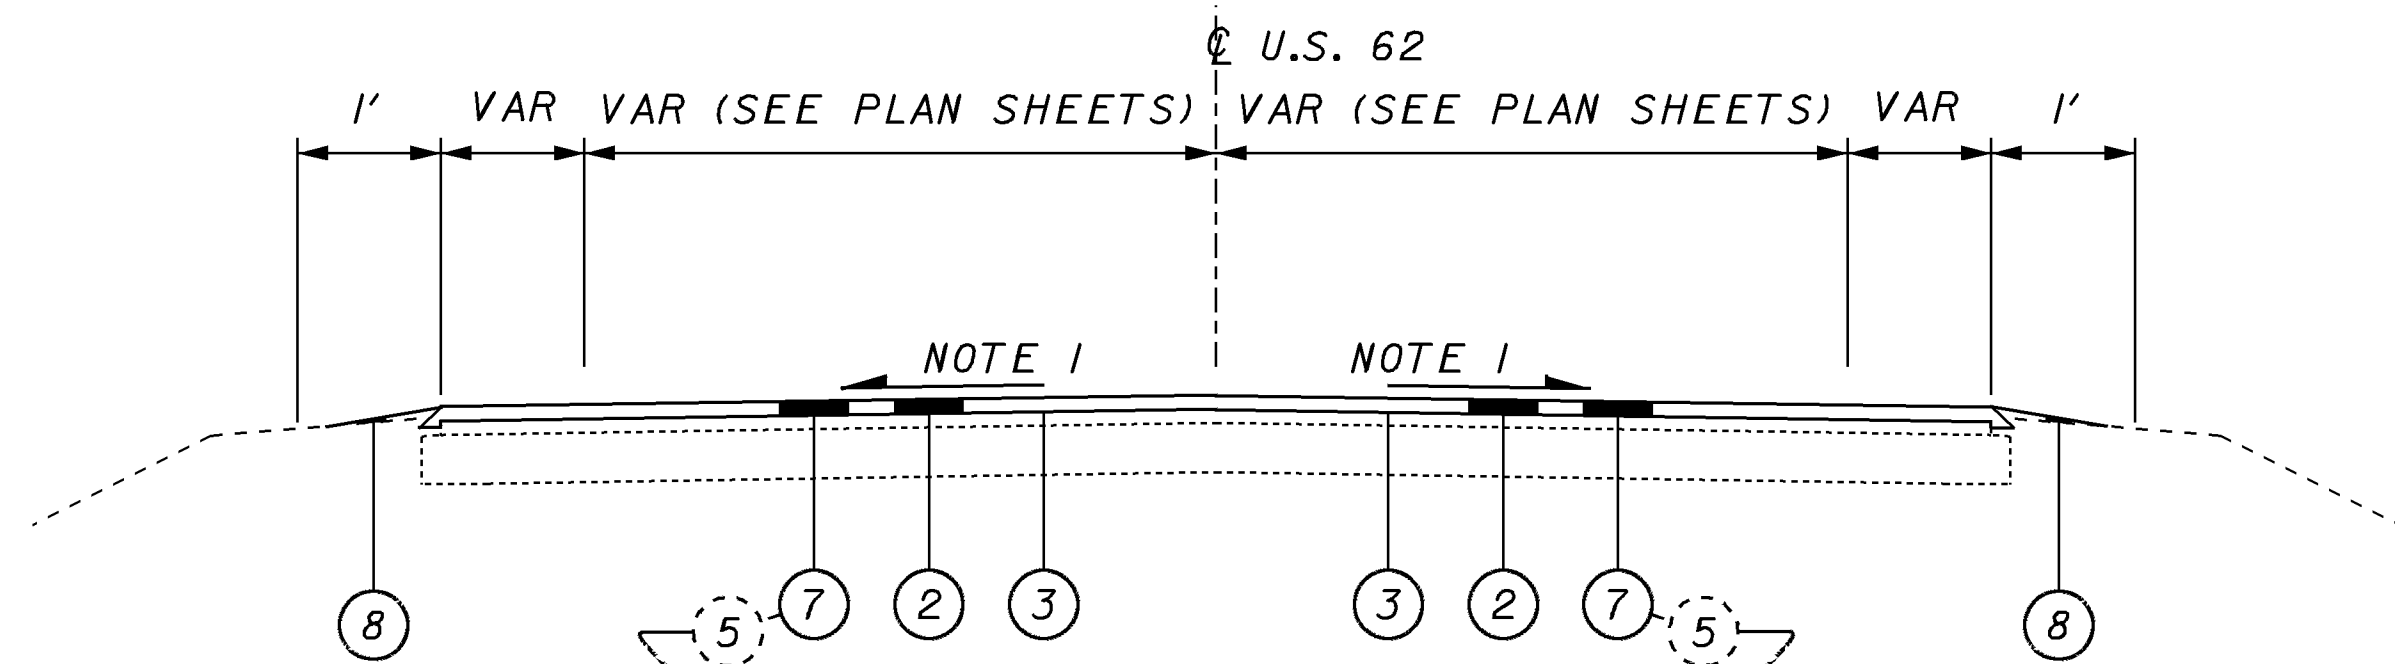 ℄ U.S. 62
1' VAR VAR (SEE PLAN SHEETS) VAR (SEE PLAN SHEETS) VAR 1'
NOTE 1 NOTE 1
7 2 3 3 2 7
8 5 5 8